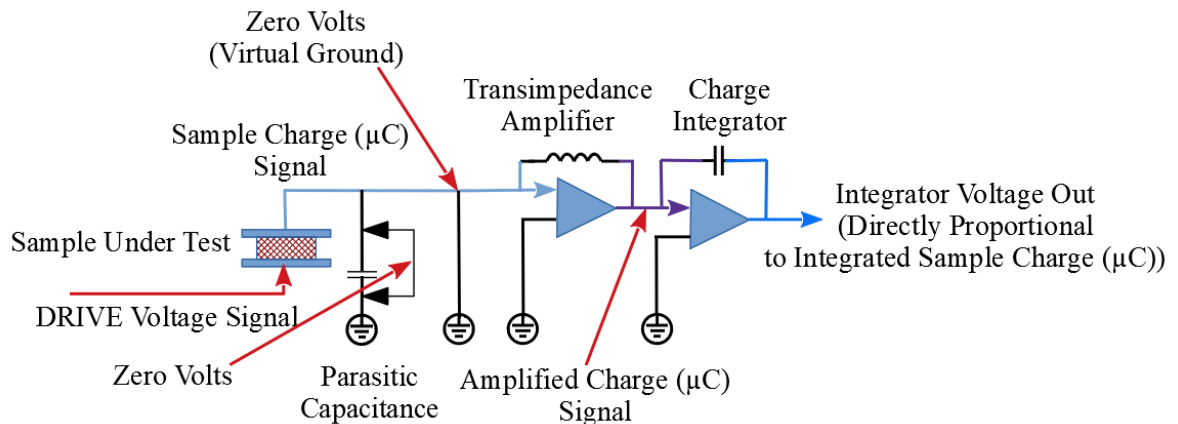 Zero Volts
(Virtual Ground)
Transimpedance
Amplifier
Charge
Integrator
Sample Charge (µC)
Signal
Integrator Voltage Out
(Directly Proportional
to Integrated Sample Charge (µC))
Sample Under Test
DRIVE Voltage Signal
Zero Volts
Parasitic
Capacitance
Amplified Charge (µC)
Signal